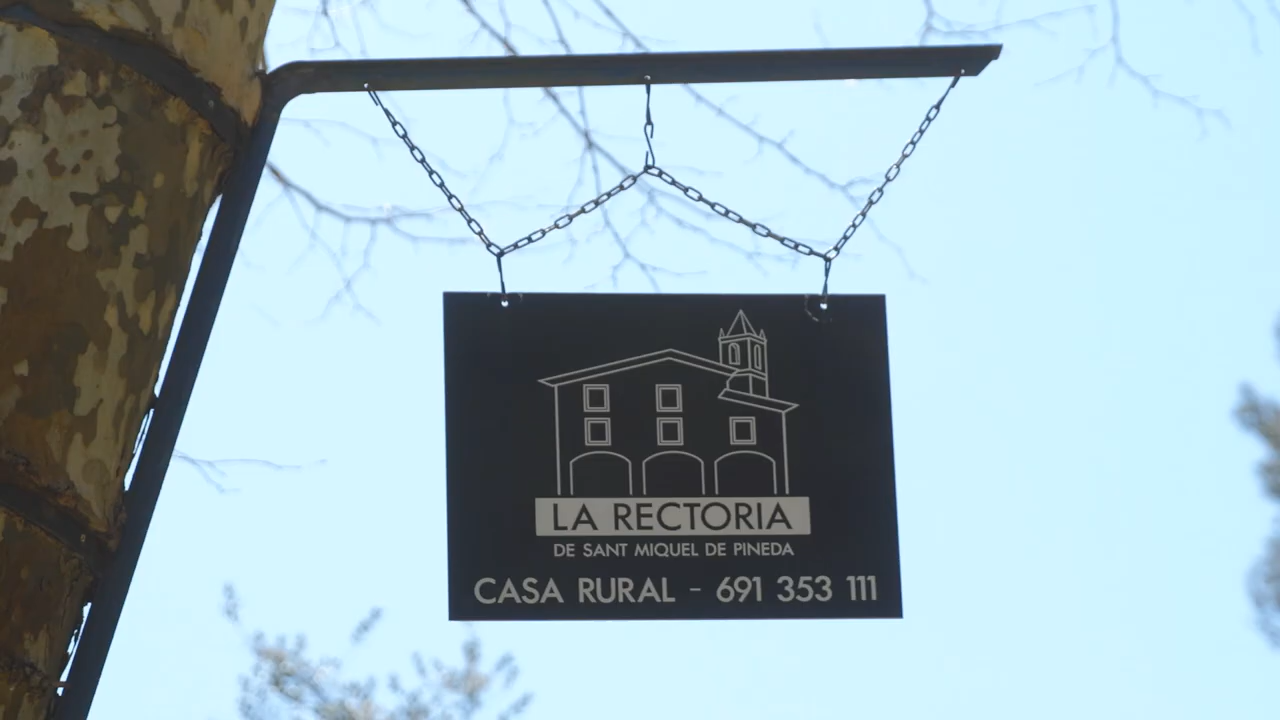 LA RECTORIA
DE SANT MIQUEL DE PINEDA
CASA RURAL - 691 353 111